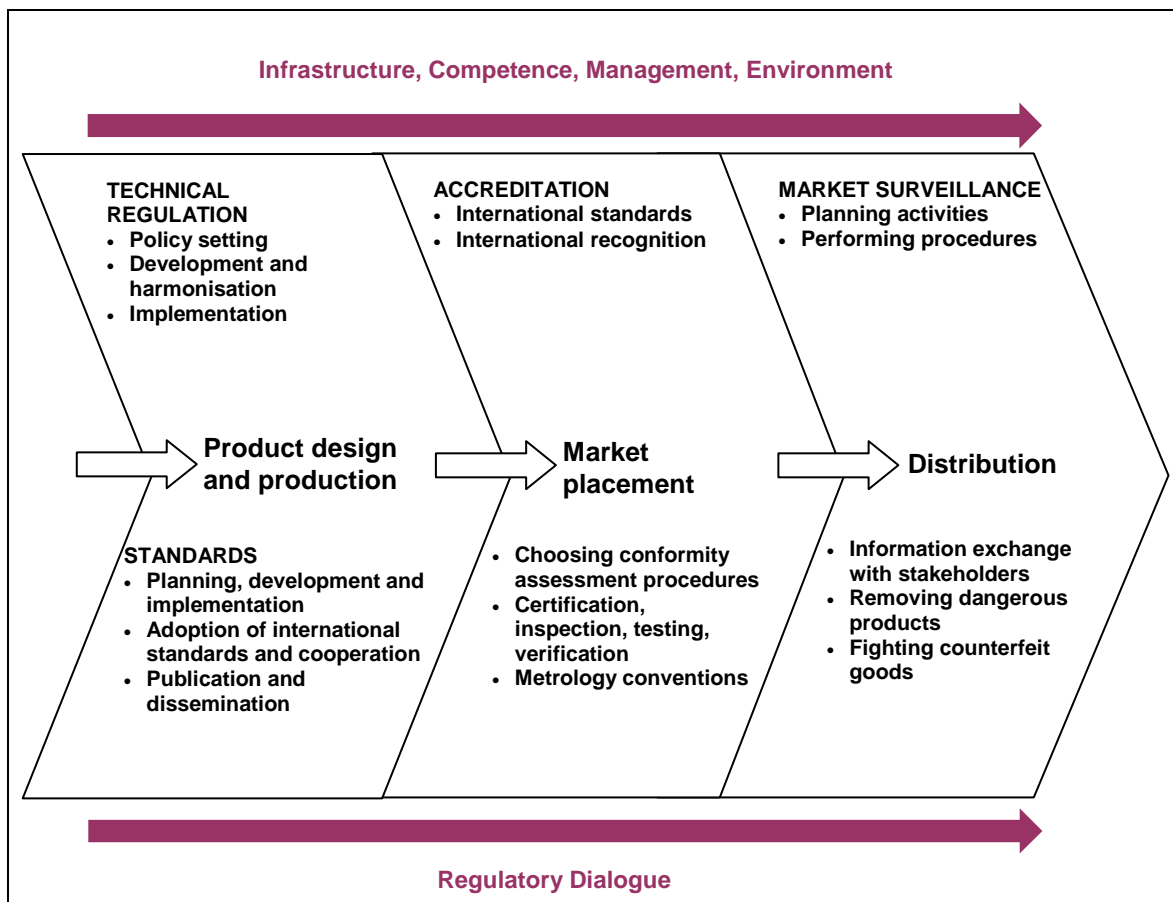 Infrastructure, Competence, Management, Environment
TECHNICAL
REGULATION
• Policy setting
• Development and
harmonisation
• Implementation
ACCREDITATION
• International standards
• International recognition
MARKET SURVEILLANCE
• Planning activities
• Performing procedures
Product design
and production
Market
placement
Distribution
STANDARDS
• Planning, development and
implementation
• Adoption of international
standards and cooperation
• Publication and
dissemination
• Choosing conformity
assessment procedures
• Certification,
inspection, testing,
verification
• Metrology conventions
• Information exchange
with stakeholders
• Removing dangerous
products
• Fighting counterfeit
goods
Regulatory Dialogue